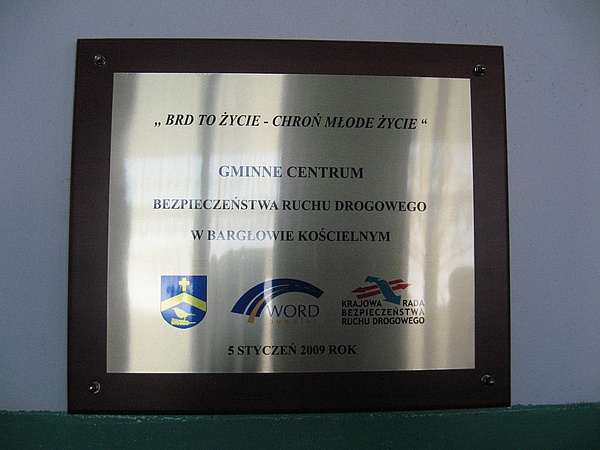 „ BRD TO ŻYCIE - CHROŃ MŁODE ŻYCIE “
GMINNE CENTRUM
BEZPIECZEŃSTWA RUCHU DROGOWEGO
W BARGŁOWIE KOŚCIELNYM
WORD
SUWAŁKI
KRAJOWA RADA
BEZPIECZEŃSTWA
RUCHU DROGOWEGO
5 STYCZEŃ 2009 ROK